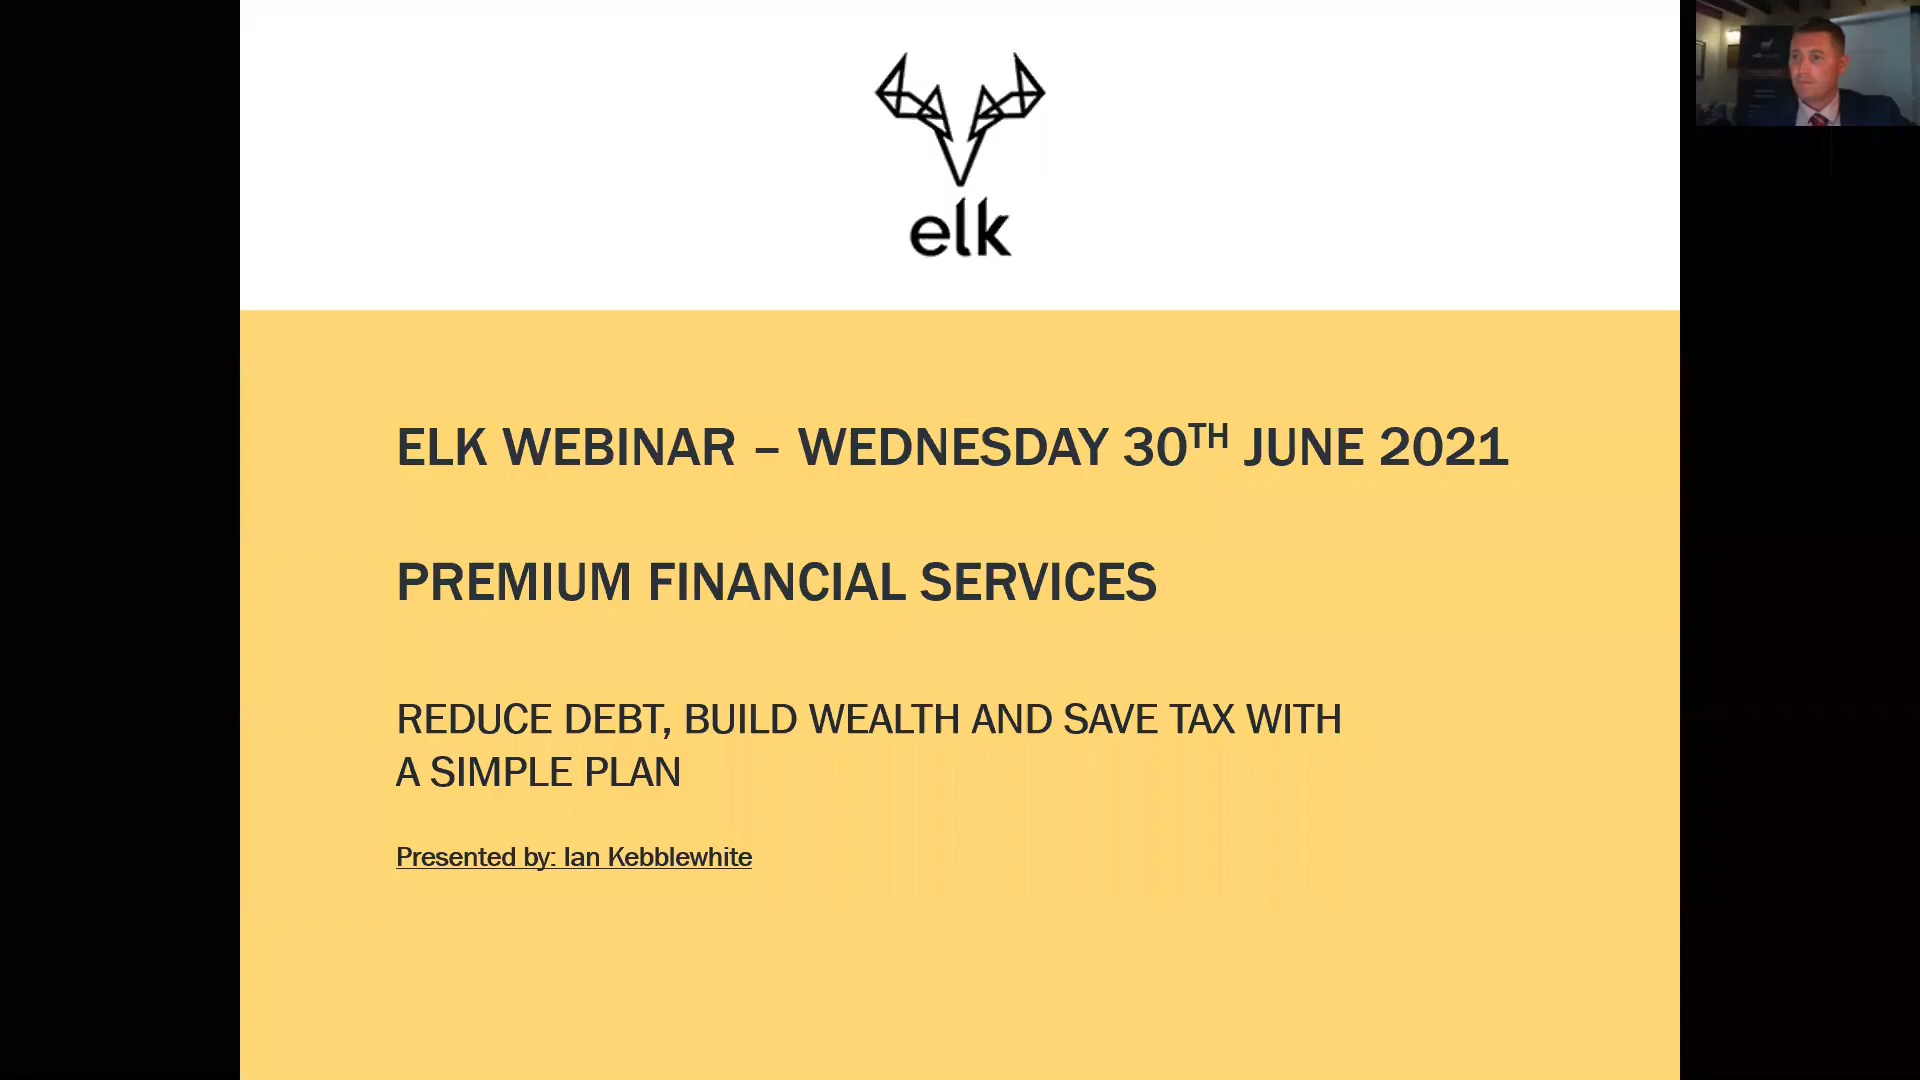 elk
ELK WEBINAR – WEDNESDAY 30TH JUNE 2021
PREMIUM FINANCIAL SERVICES
REDUCE DEBT, BUILD WEALTH AND SAVE TAX WITH
A SIMPLE PLAN
Presented by: Ian Kebblewhite